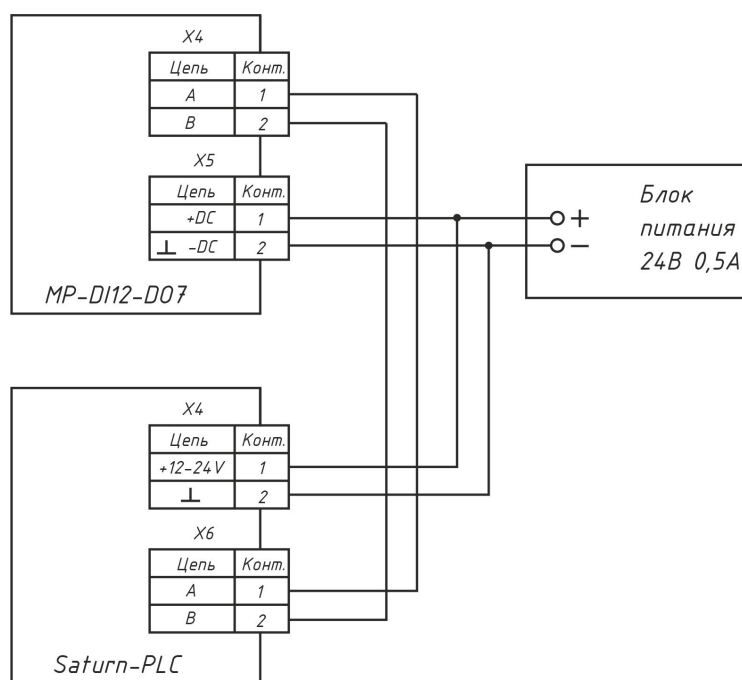 X4
Цепь Конт.
A 1
B 2
X5
Цепь Конт.
+DC 1
⊥ -DC 2
MP-DI12-DO7
Блок
питания
24В 0,5А
+
−
X4
Цепь Конт.
+12-24V 1
⊥ 2
X6
Цепь Конт.
A 1
B 2
Saturn-PLC